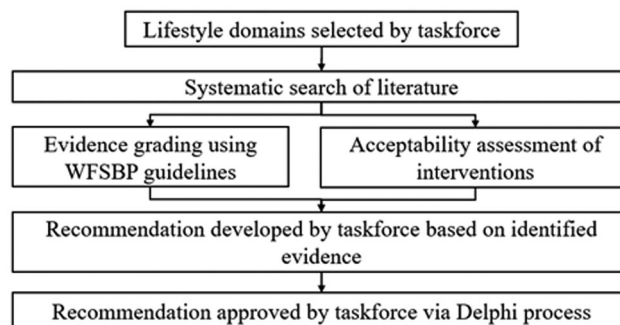 Lifestyle domains selected by taskforce
Systematic search of literature
Evidence grading using
WFSBP guidelines
Acceptability assessment of
interventions
Recommendation developed by taskforce based on identified
evidence
Recommendation approved by taskforce via Delphi process